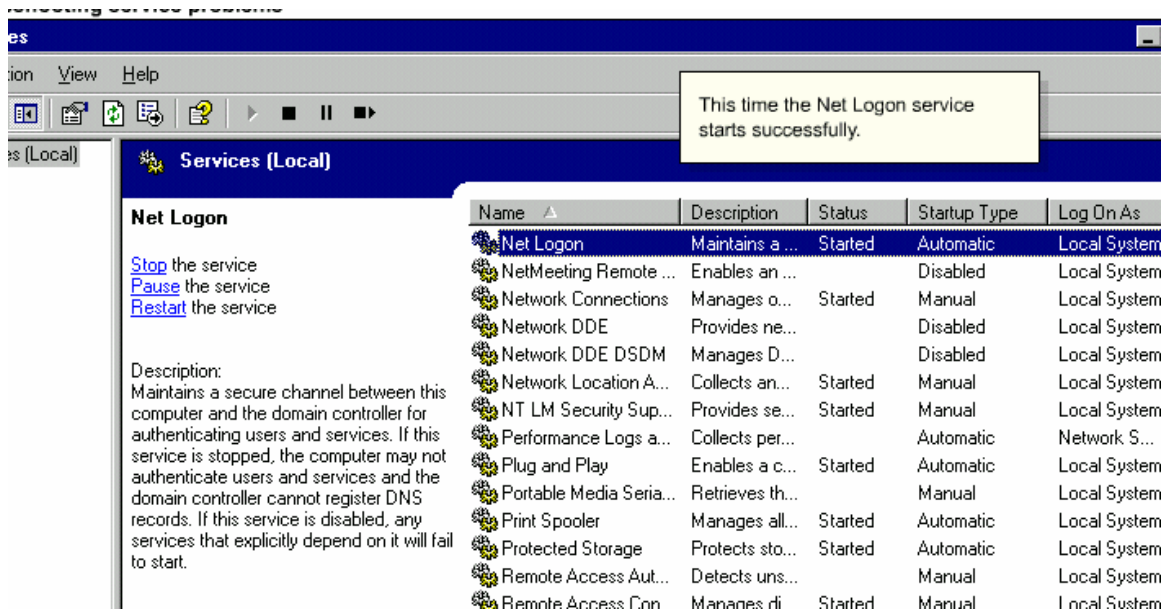 es
tion View Help
This time the Net Logon service
starts successfully.
es (Local)
Services (Local)
Net Logon
Stop the service
Pause the service
Restart the service
Description:
Maintains a secure channel between this
computer and the domain controller for
authenticating users and services. If this
service is stopped, the computer may not
authenticate users and services and the
domain controller cannot register DNS
records. If this service is disabled, any
services that explicitly depend on it will fail
to start.
Name Description Status Startup Type Log On As
Net Logon Maintains a ... Started Automatic Local System
NetMeeting Remote ... Enables an ... Disabled Local System
Network Connections Manages o... Started Manual Local System
Network DDE Provides ne... Disabled Local System
Network DDE DSDM Manages D... Disabled Local System
Network Location A... Collects an... Started Manual Local System
NT LM Security Sup... Provides se... Started Manual Local System
Performance Logs a... Collects per... Automatic Network S...
Plug and Play Enables a c... Started Automatic Local System
Portable Media Seria... Retrieves th... Manual Local System
Print Spooler Manages all... Started Automatic Local System
Protected Storage Protects sto... Started Automatic Local System
Remote Access Aut... Detects uns... Manual Local System
Remote Access Con Manages di Started Manual Local System